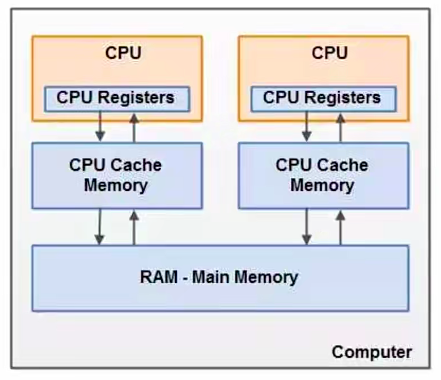 CPU
CPU
CPU Registers
CPU Registers
CPU Cache
Memory
CPU Cache
Memory
RAM - Main Memory
Computer